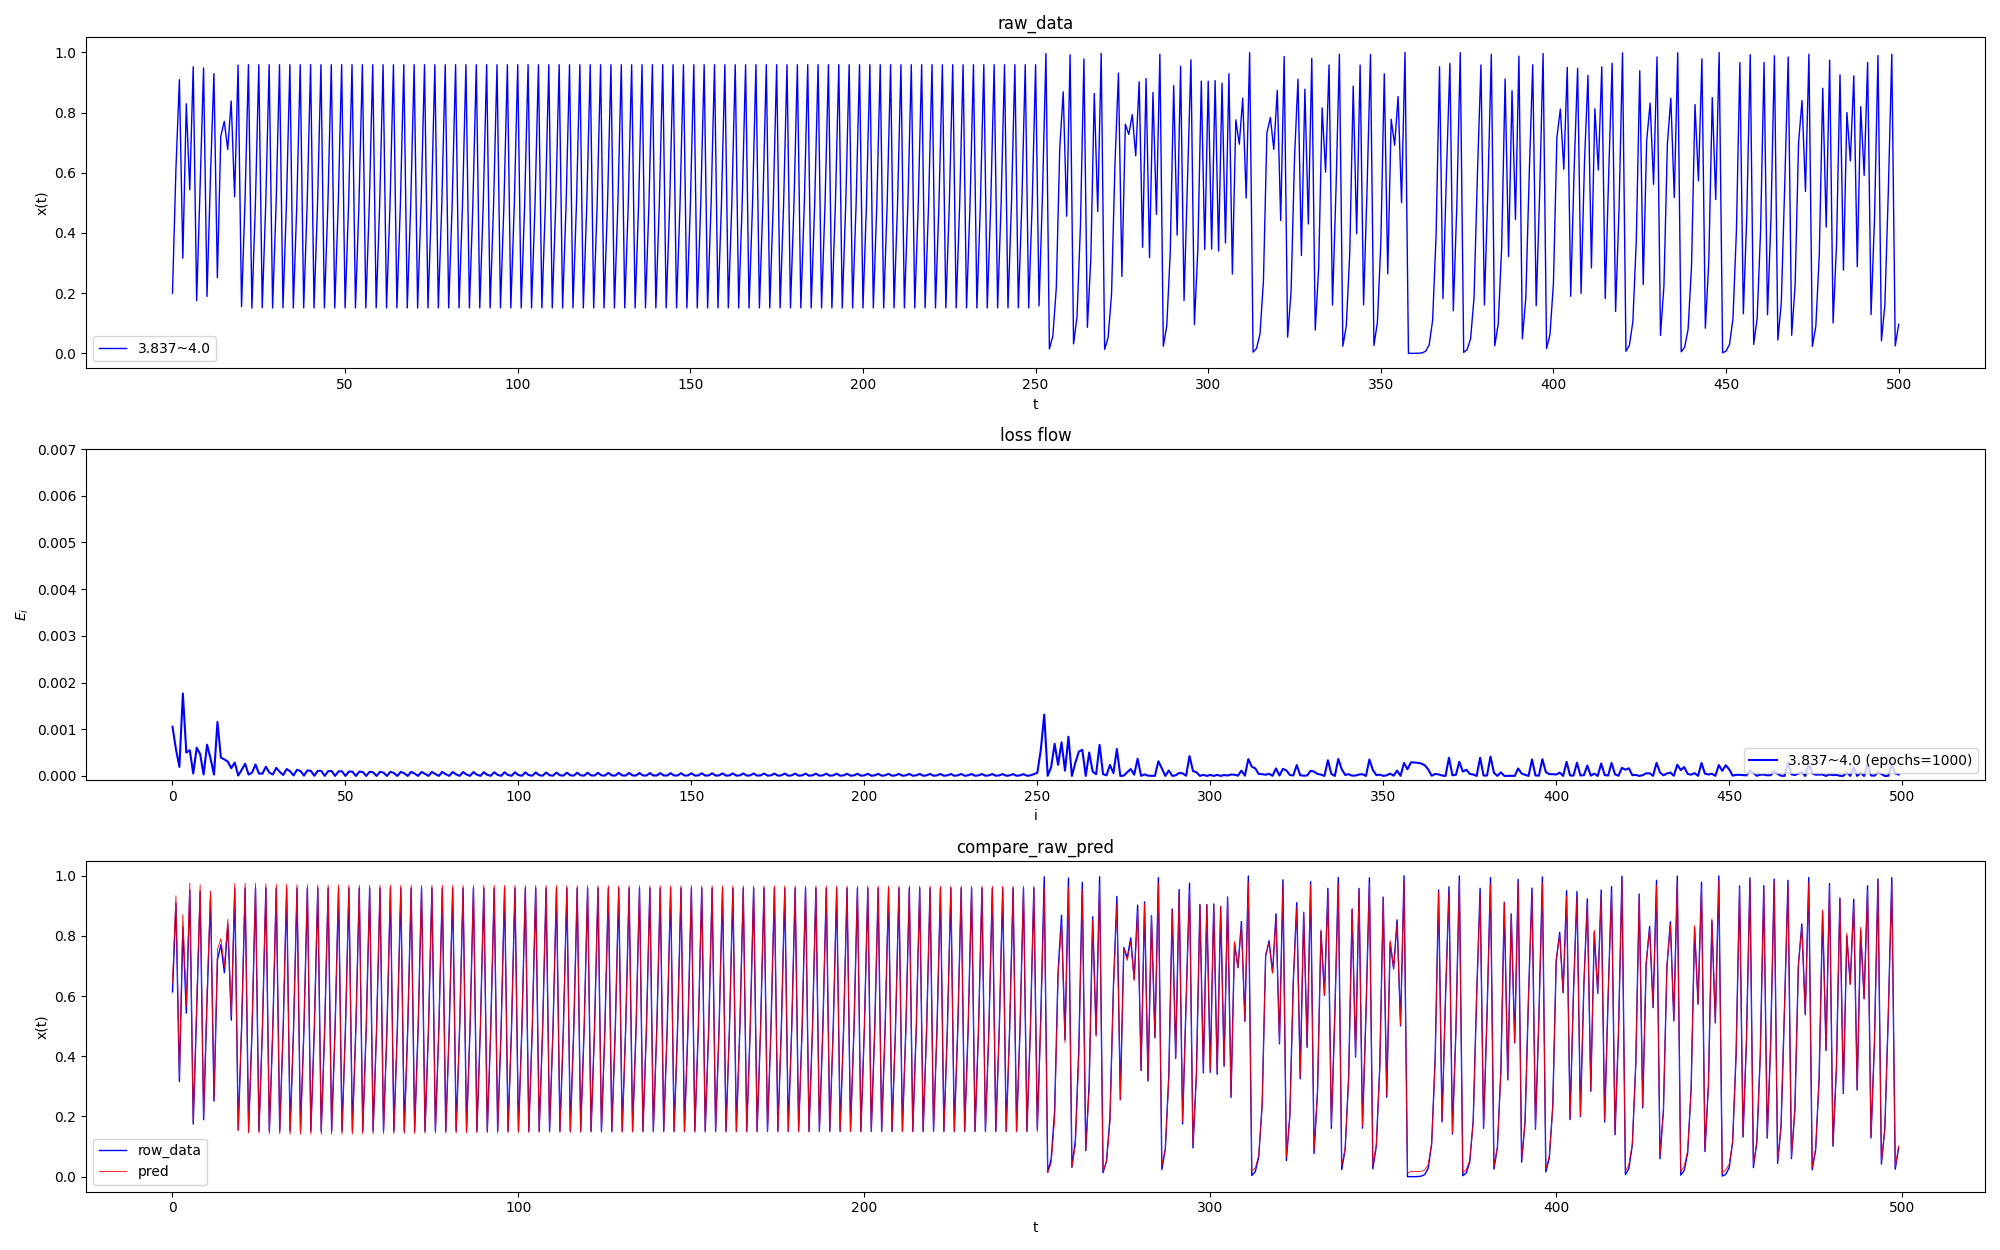 raw_data
1.0
0.8
0.6
0.4
0.2
0.0
x(t)
3.837~4.0
50 100 150 200 250 300 350 400 450 500
t
loss flow
0.007
0.006
0.005
0.004
0.003
0.002
0.001
0.000
E_i
3.837~4.0 (epochs=1000)
0 50 100 150 200 250 300 350 400 450 500
i
compare_raw_pred
1.0
0.8
0.6
0.4
0.2
0.0
x(t)
row_data
pred
0 100 200 300 400 500
t